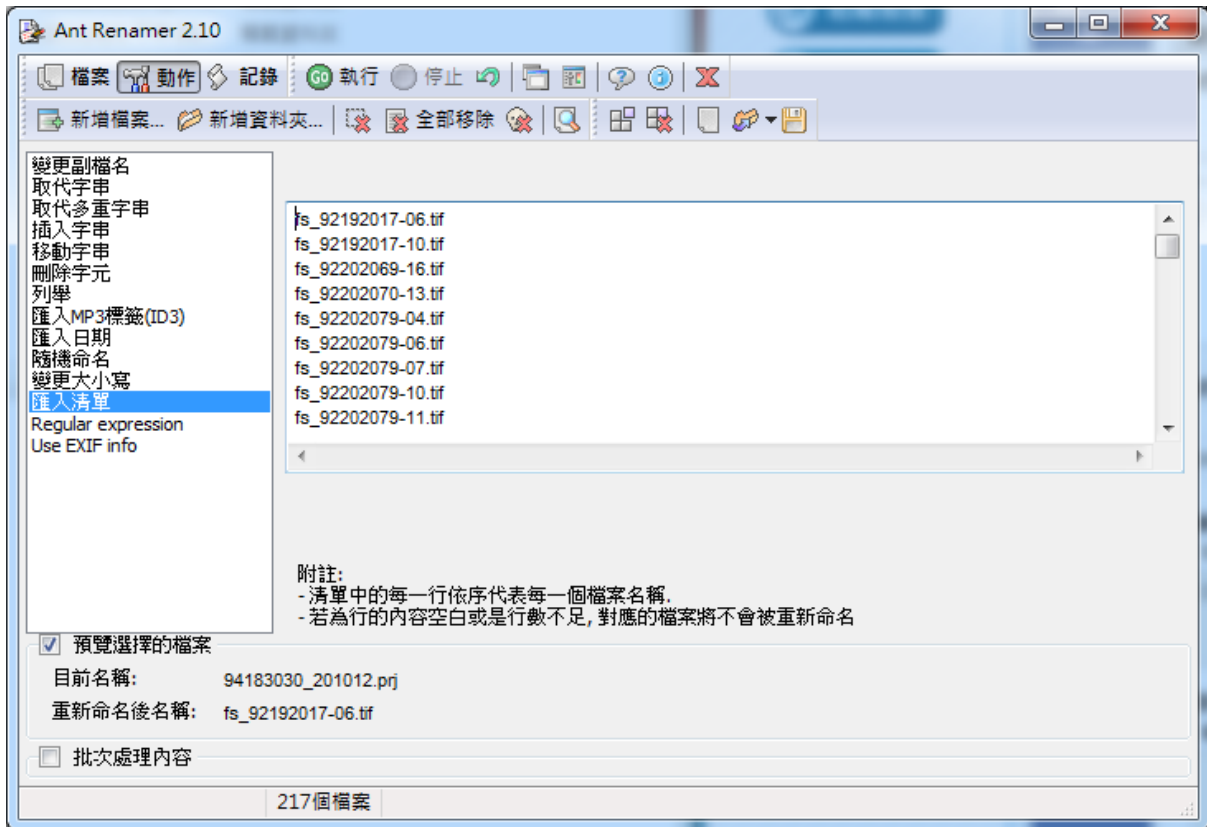 Ant Renamer 2.10
檔案 動作 記錄 GO 執行 停止
新增檔案... 新增資料夾... 全部移除
變更副檔名
取代字串
取代多重字串
插入字串
移動字串
刪除字元
列舉
匯入MP3標籤(ID3)
匯入日期
隨機命名
變更大小寫
匯入清單
Regular expression
Use EXIF info
fs_92192017-06.tif
fs_92192017-10.tif
fs_92202069-16.tif
fs_92202070-13.tif
fs_92202079-04.tif
fs_92202079-06.tif
fs_92202079-07.tif
fs_92202079-10.tif
fs_92202079-11.tif
附註:
- 清單中的每一行依序代表每一個檔案名稱.
- 若為行的內容空白或是行數不足, 對應的檔案將不會被重新命名
預覽選擇的檔案
目前名稱: 94183030_201012.prj
重新命名後名稱: fs_92192017-06.tif
批次處理內容
217個檔案